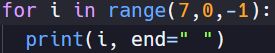 for i in range(7,0,-1):
    print(i, end=" ")